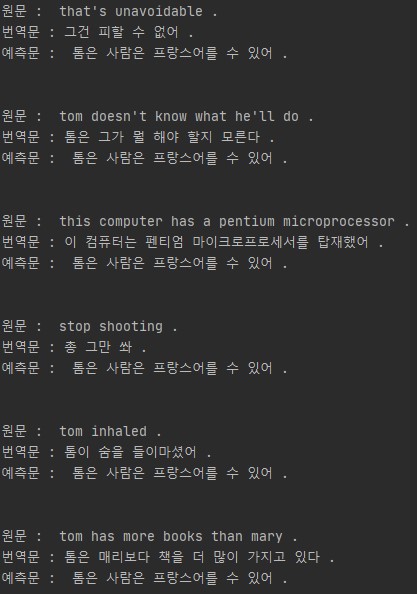 원문 :  that's unavoidable .
번역문 : 그건 피할 수 없어 .
예측문 :  톰은 사람은 프랑스어를 수 있어 .
원문 :  tom doesn't know what he'll do .
번역문 : 톰은 그가 뭘 해야 할지 모른다 .
예측문 :  톰은 사람은 프랑스어를 수 있어 .
원문 :  this computer has a pentium microprocessor .
번역문 : 이 컴퓨터는 펜티엄 마이크로프로세서를 탑재했어 .
예측문 :  톰은 사람은 프랑스어를 수 있어 .
원문 :  stop shooting .
번역문 : 총 그만 쏴 .
예측문 :  톰은 사람은 프랑스어를 수 있어 .
원문 :  tom inhaled .
번역문 : 톰이 숨을 들이마셨어 .
예측문 :  톰은 사람은 프랑스어를 수 있어 .
원문 :  tom has more books than mary .
번역문 : 톰은 매리보다 책을 더 많이 가지고 있다 .
예측문 :  톰은 사람은 프랑스어를 수 있어 .